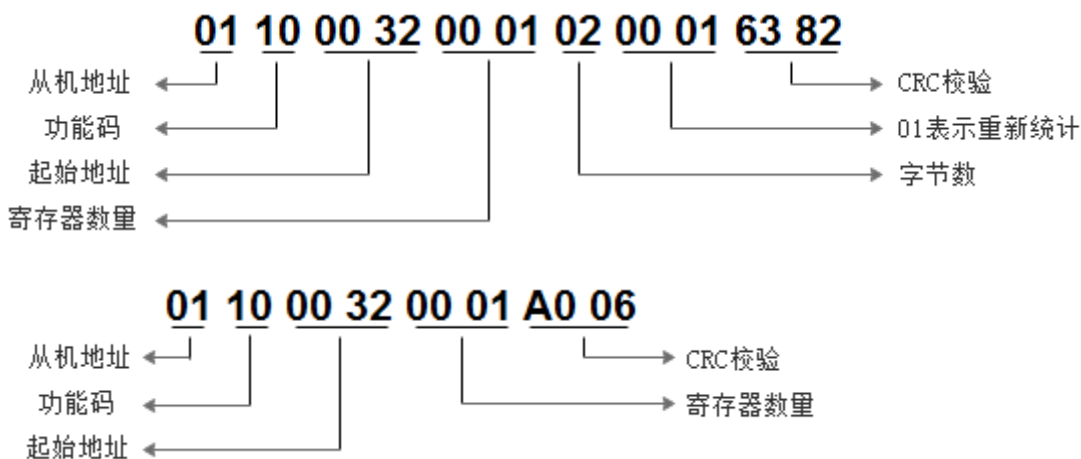 01 10 00 32 00 01 02 00 01 63 82
从机地址
CRC校验
功能码
01表示重新统计
起始地址
字节数
寄存器数量
01 10 00 32 00 01 A0 06
从机地址
CRC校验
功能码
寄存器数量
起始地址